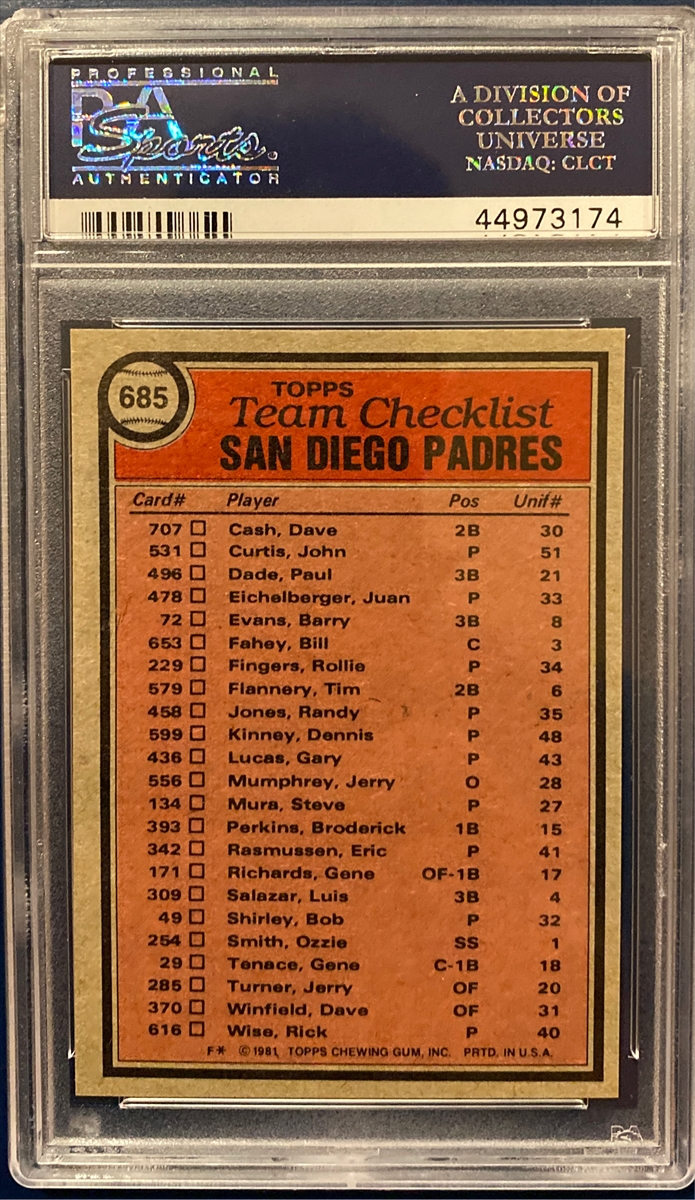 PROFESSIONAL
PSA
Sports.
AUTHENTICATOR
A DIVISION OF
COLLECTORS
UNIVERSE
NASDAQ: CLCT
44973174
685
TOPPS
Team Checklist
SAN DIEGO PADRES
Card# Player Pos Unif#
707 Cash, Dave 2B 30
531 Curtis, John P 51
496 Dade, Paul 3B 21
478 Eichelberger, Juan P 33
72 Evans, Barry 3B 8
653 Fahey, Bill C 3
229 Fingers, Rollie P 34
579 Flannery, Tim 2B 6
458 Jones, Randy P 35
599 Kinney, Dennis P 48
436 Lucas, Gary P 43
556 Mumphrey, Jerry O 28
134 Mura, Steve P 27
393 Perkins, Broderick 1B 15
342 Rasmussen, Eric P 41
171 Richards, Gene OF-1B 17
309 Salazar, Luis 3B 4
49 Shirley, Bob P 32
254 Smith, Ozzie SS 1
29 Tenace, Gene C-1B 18
285 Turner, Jerry OF 20
370 Winfield, Dave OF 31
616 Wise, Rick P 40
F* © 1981 TOPPS CHEWING GUM, INC. PRTD. IN U.S.A.